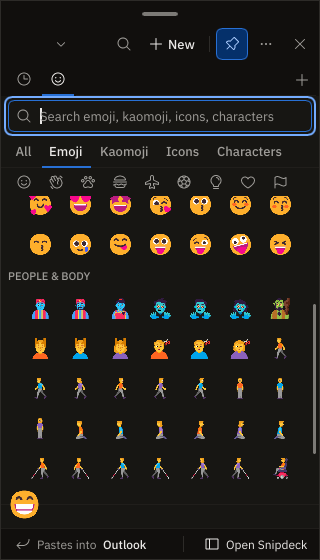 New
Search emoji, kaomoji, icons, characters
All Emoji Kaomoji Icons Characters
PEOPLE & BODY
Pastes into Outlook Open Snipdeck